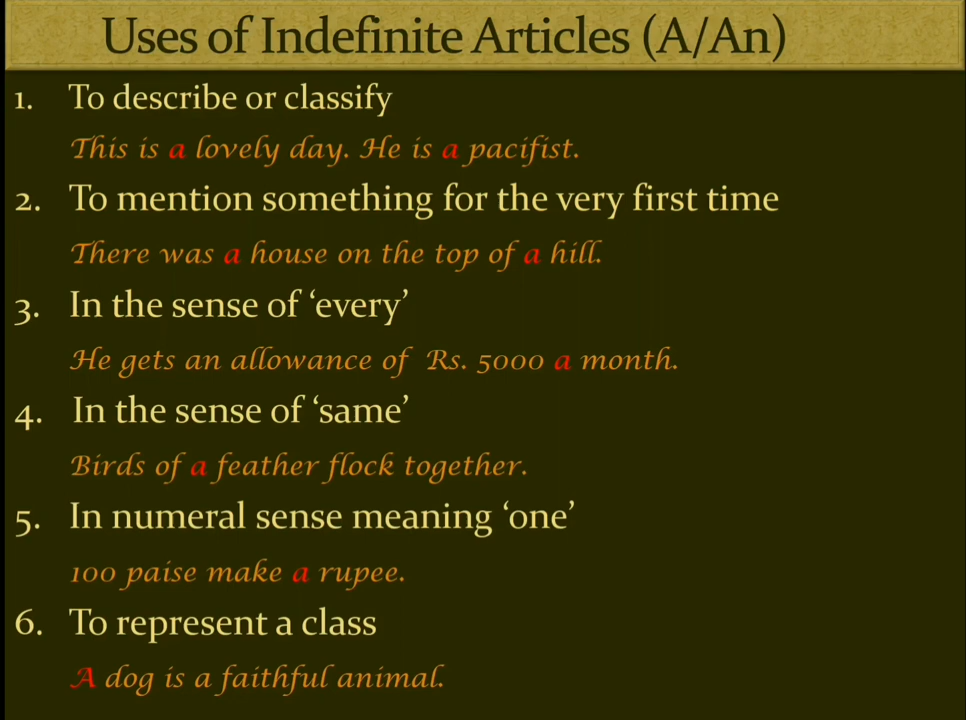 Uses of Indefinite Articles (A/An)
1. To describe or classify
This is a lovely day. He is a pacifist.
2. To mention something for the very first time
There was a house on the top of a hill.
3. In the sense of ‘every’
He gets an allowance of Rs. 5000 a month.
4. In the sense of ‘same’
Birds of a feather flock together.
5. In numeral sense meaning ‘one’
100 paise make a rupee.
6. To represent a class
A dog is a faithful animal.